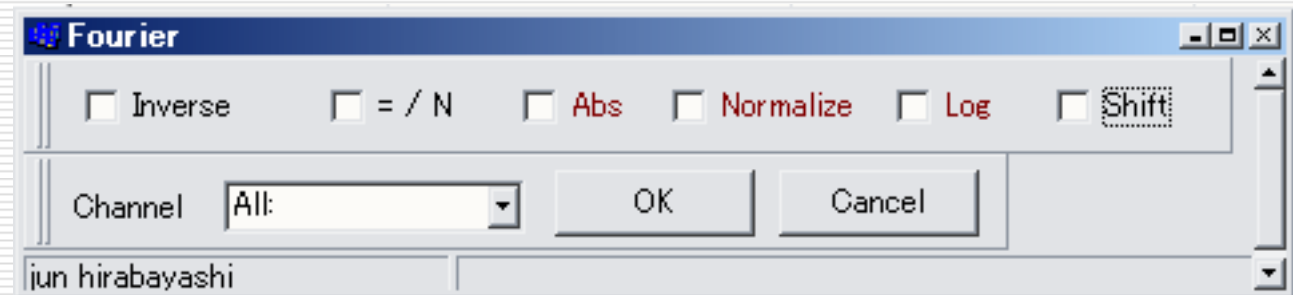 Fourier
Inverse = / N Abs Normalize Log Shift
Channel All: OK Cancel
jun hirabayashi